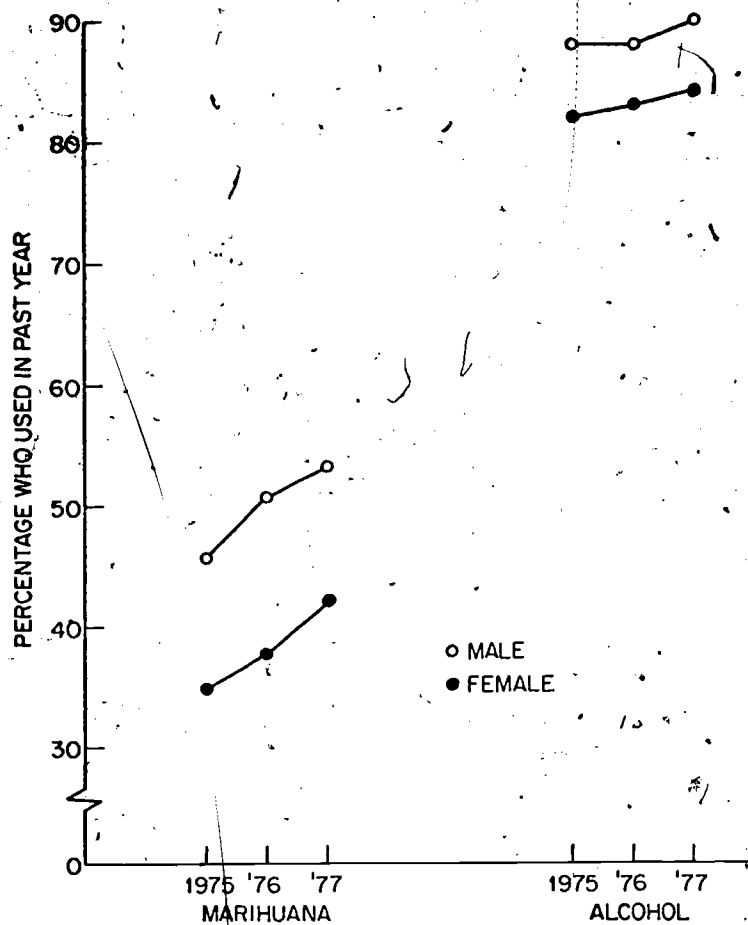 90
80
70
60
50
40
30
0
PERCENTAGE WHO USED IN PAST YEAR
○ MALE
● FEMALE
1975 '76 '77
MARIHUANA
1975 '76 '77
ALCOHOL